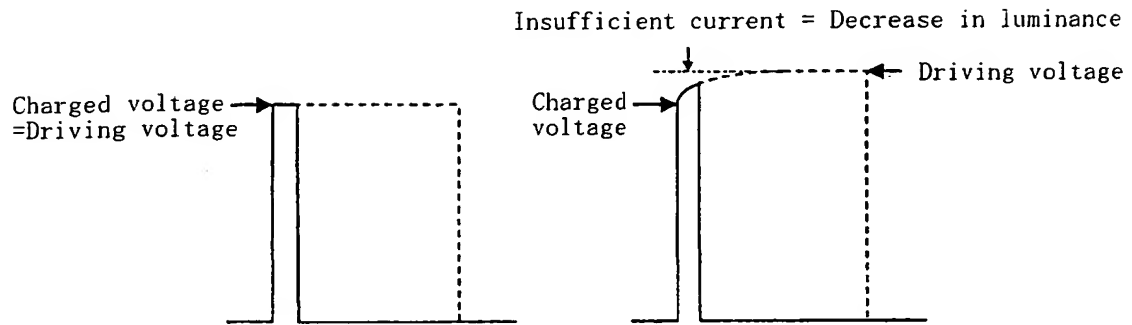 Insufficient current = Decrease in luminance
Charged voltage
=Driving voltage
Charged
voltage
Driving voltage